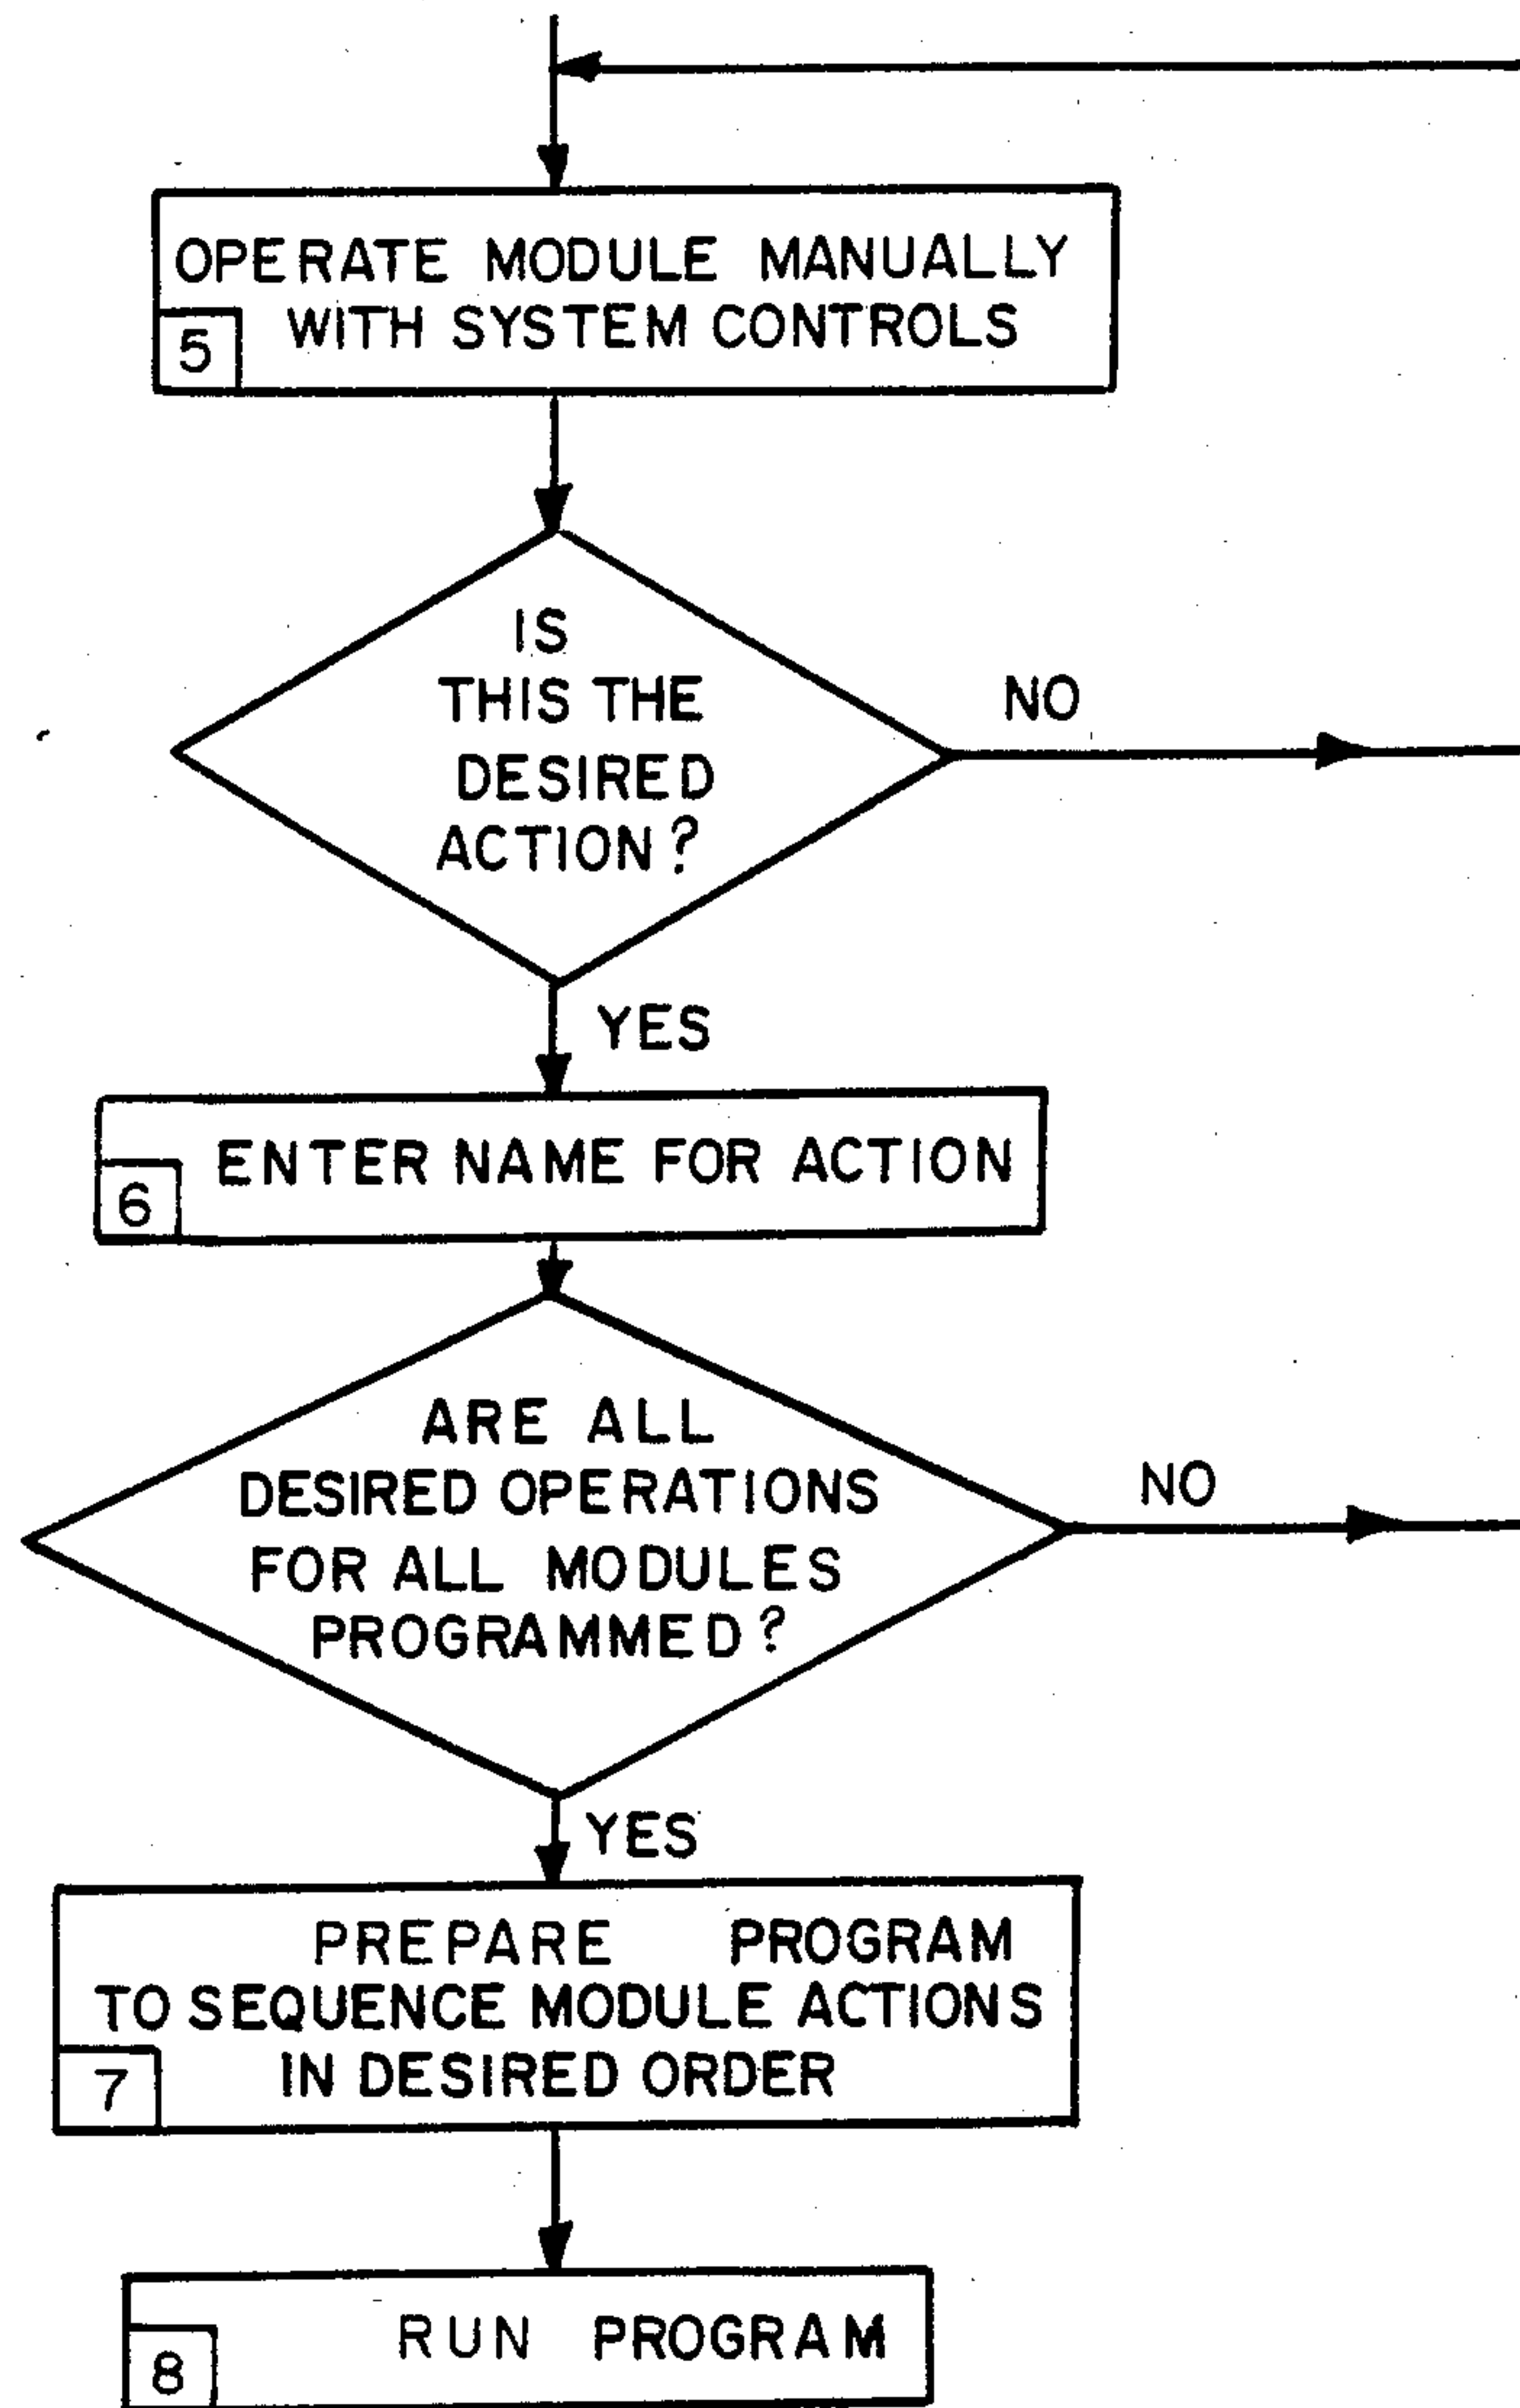 OPERATE MODULE MANUALLY
WITH SYSTEM CONTROLS
5
IS
THIS THE
DESIRED
ACTION?
NO
YES
ENTER NAME FOR ACTION
6
ARE ALL
DESIRED OPERATIONS
FOR ALL MODULES
PROGRAMMED?
NO
YES
PREPARE PROGRAM
TO SEQUENCE MODULE ACTIONS
IN DESIRED ORDER
7
RUN PROGRAM
8